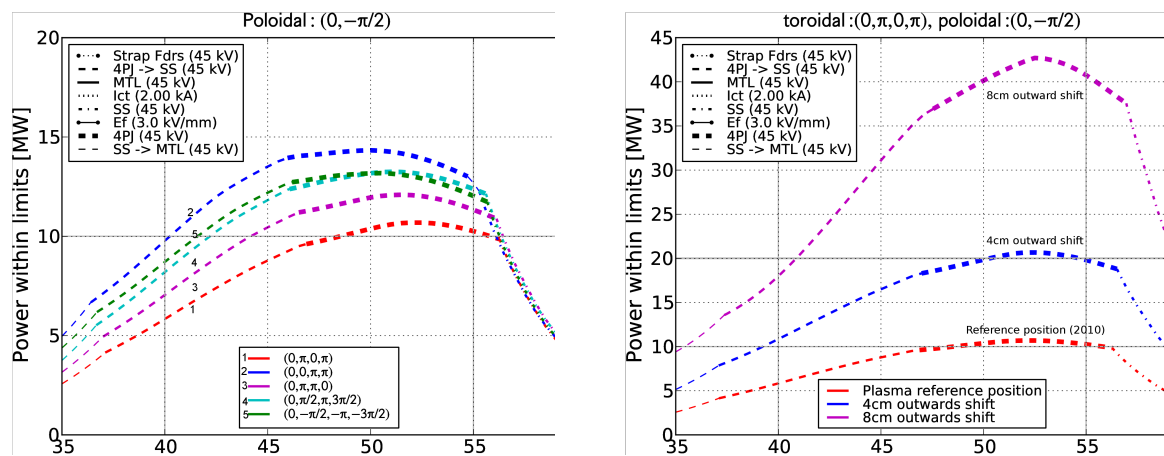 Poloidal: (0,−π/2)
20
15
10
5
0
Power within limits [MW]
Strap Fdrs (45 kV)
4PJ -> SS (45 kV)
MTL (45 kV)
Ict (2.00 kA)
SS (45 kV)
Ef (3.0 kV/mm)
4PJ (45 kV)
SS -> MTL (45 kV)
2
5
4
3
1
1 (0,π,0,π)
2 (0,0,π,π)
3 (0,π,π,0)
4 (0,π/2,π,3π/2)
5 (0,−π/2,−π,−3π/2)
35 40 45 50 55
toroidal:(0,π,0,π), poloidal:(0,−π/2)
45
40
35
30
25
20
15
10
5
0
Power within limits [MW]
Strap Fdrs (45 kV)
4PJ -> SS (45 kV)
MTL (45 kV)
Ict (2.00 kA)
SS (45 kV)
Ef (3.0 kV/mm)
4PJ (45 kV)
SS -> MTL (45 kV)
8cm outward shift
4cm outward shift
Reference position (2010)
Plasma reference position
4cm outwards shift
8cm outwards shift
35 40 45 50 55